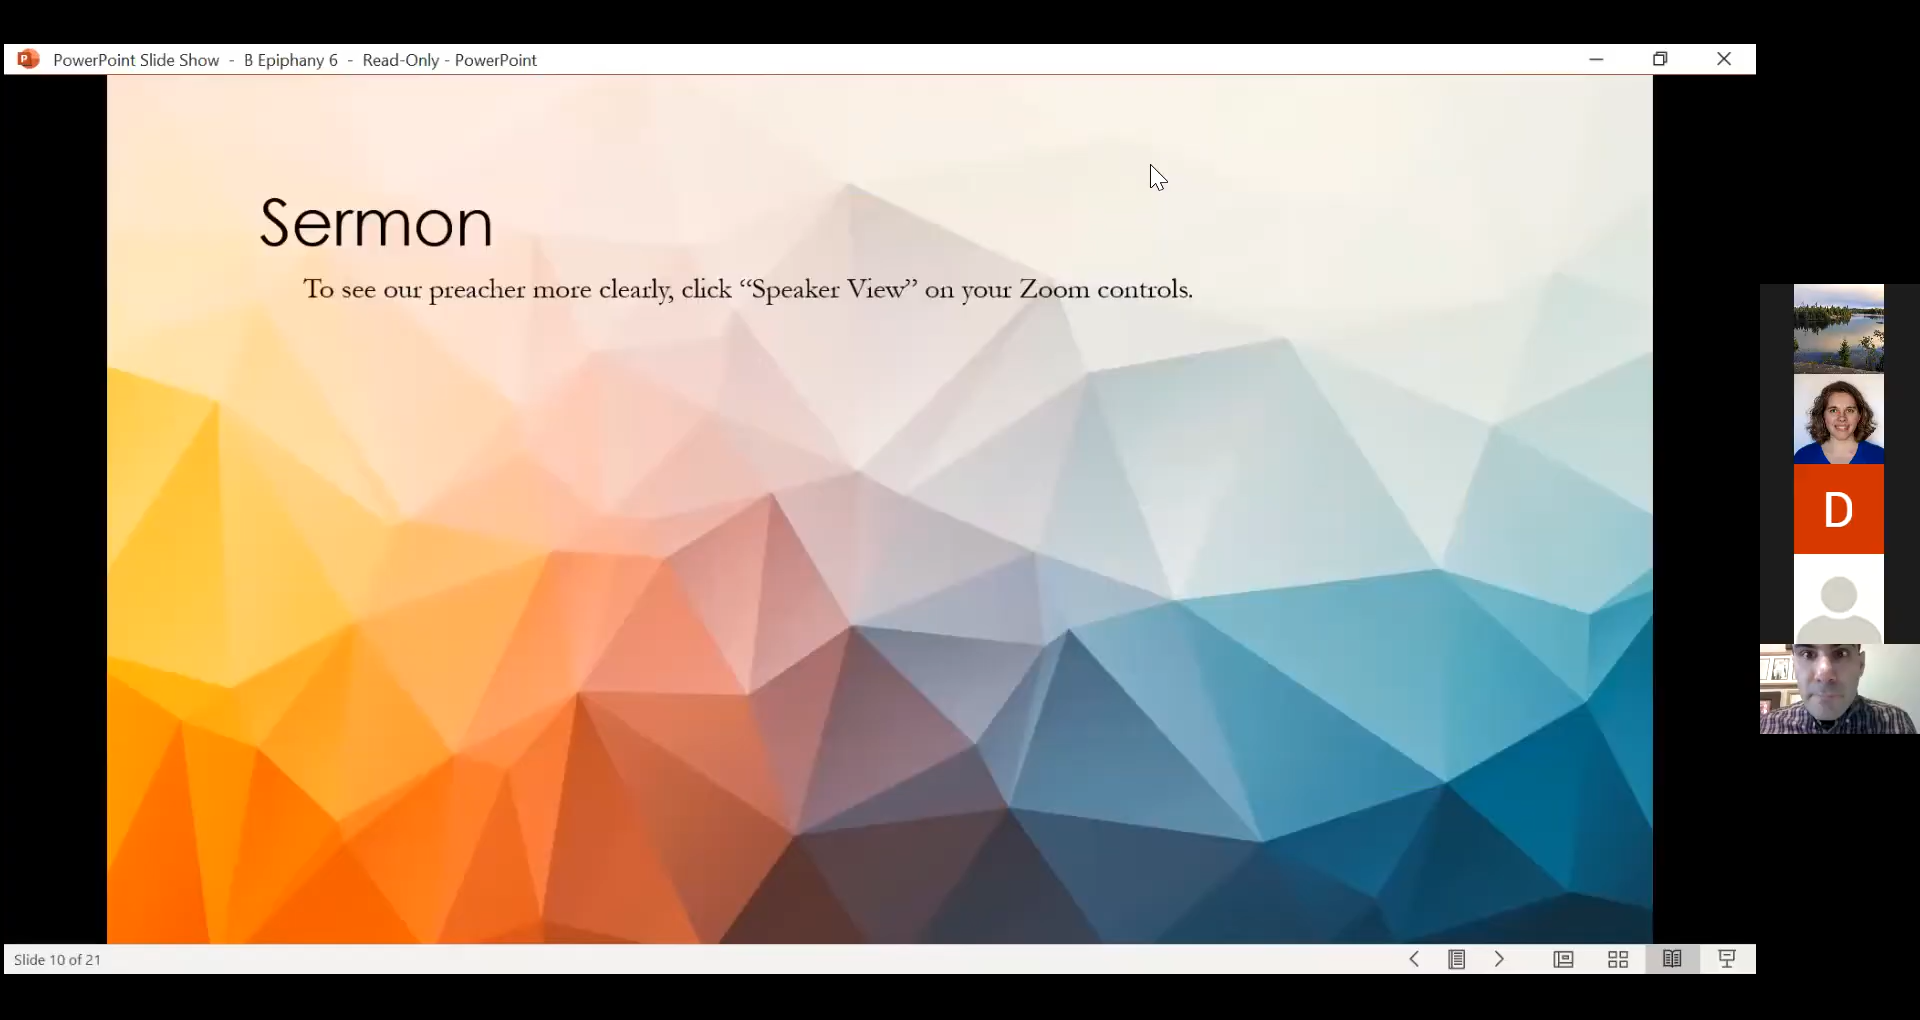 PowerPoint Slide Show - B Epiphany 6 - Read-Only - PowerPoint
Sermon
To see our preacher more clearly, click “Speaker View” on your Zoom controls.
D
Slide 10 of 21